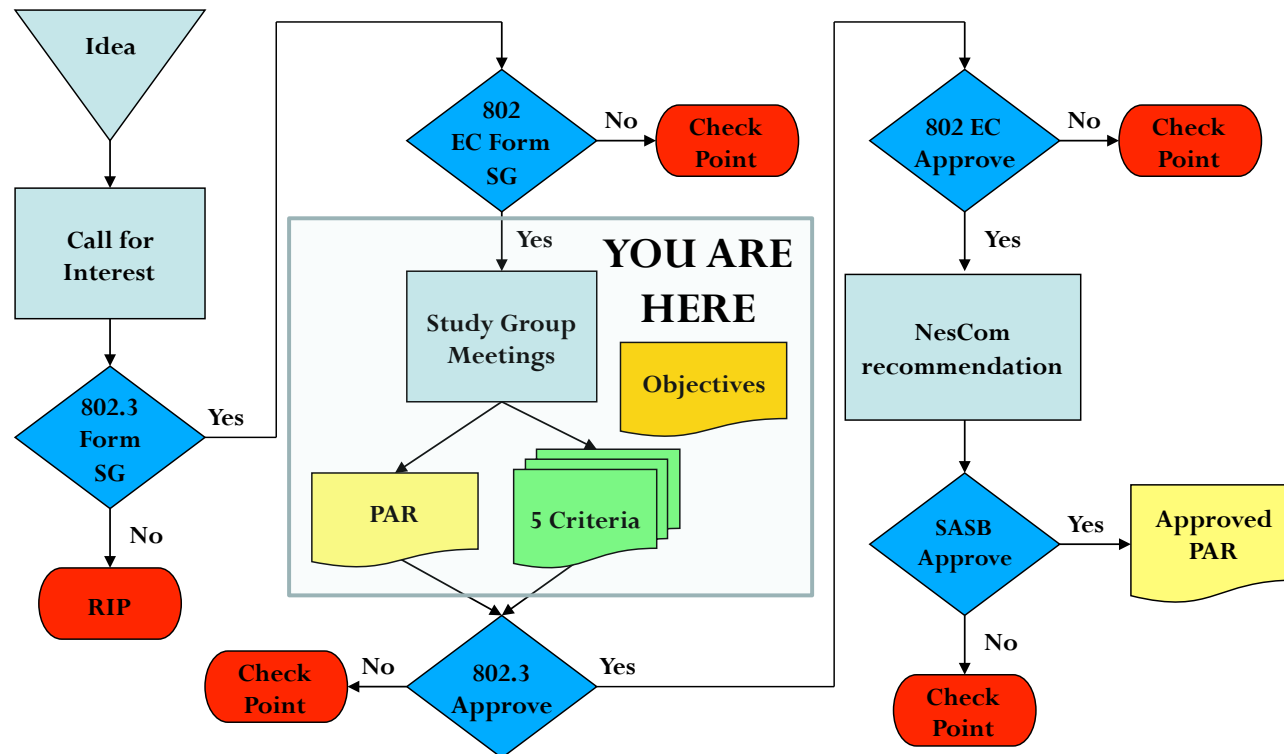 Idea
Call for
Interest
802.3
Form
SG
Yes
No
RIP
802
EC Form
SG
No
Check
Point
Yes
YOU ARE
HERE
Study Group
Meetings
Objectives
PAR
5 Criteria
802.3
Approve
No
Check
Point
Yes
802 EC
Approve
No
Check
Point
Yes
NesCom
recommendation
SASB
Approve
Yes
Approved
PAR
No
Check
Point